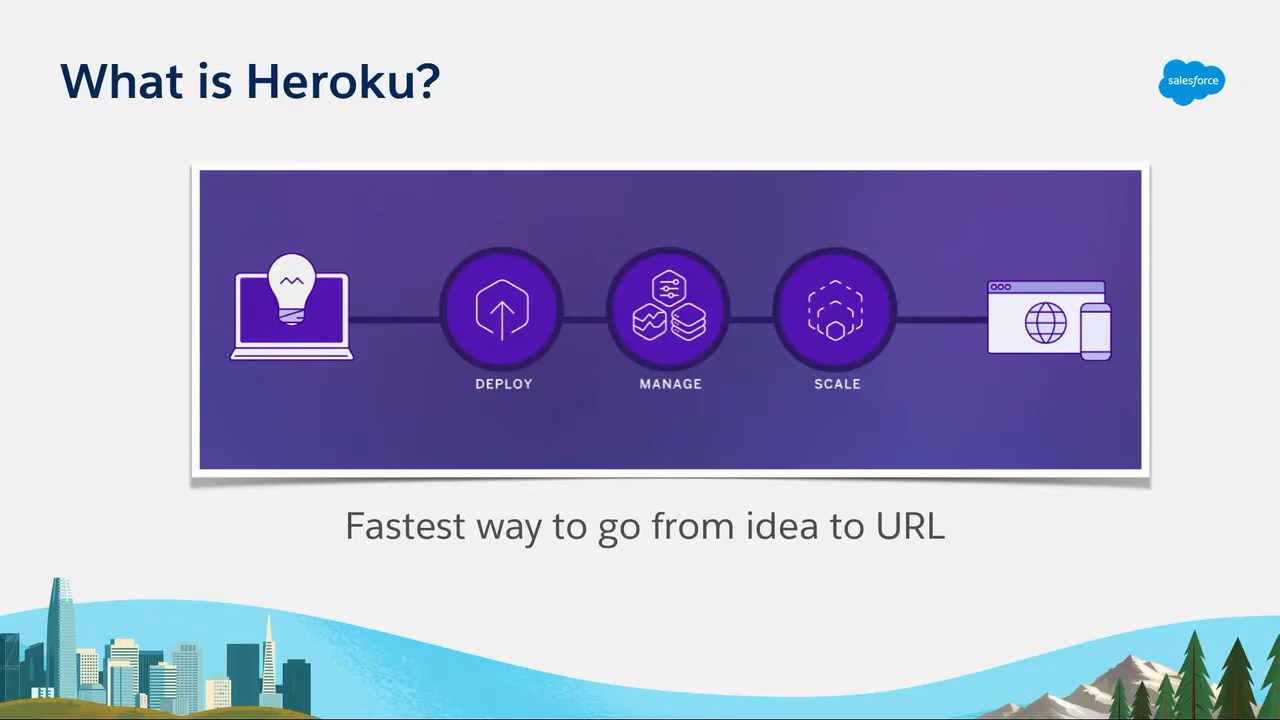 What is Heroku?
salesforce
DEPLOY
MANAGE
SCALE
Fastest way to go from idea to URL